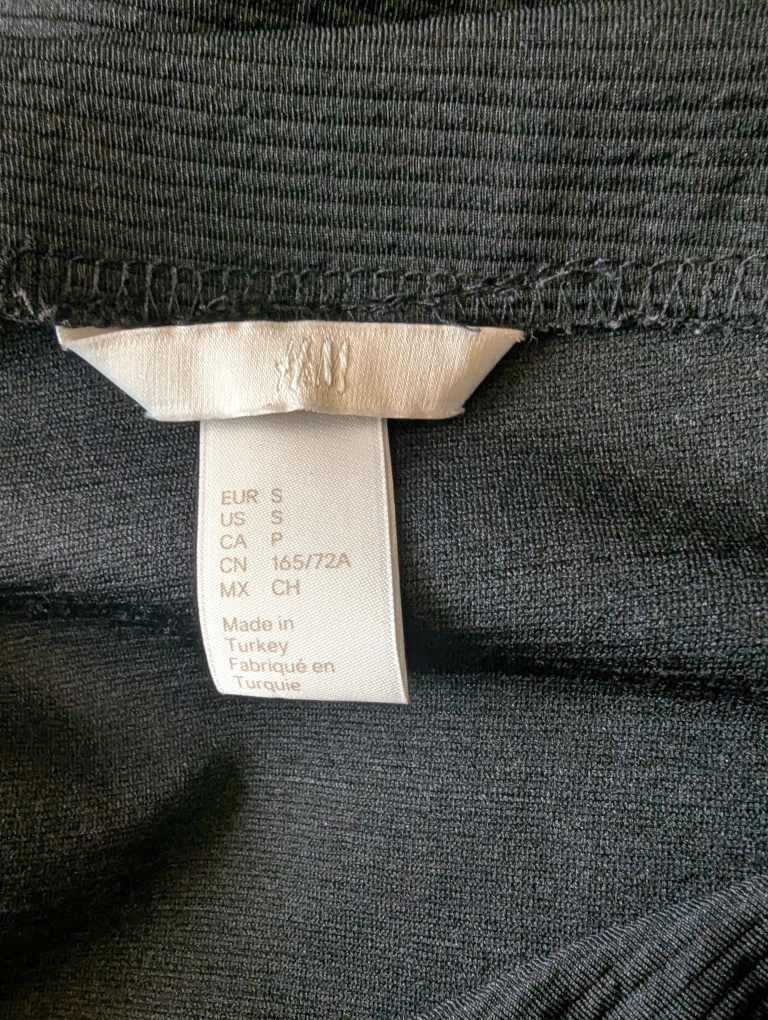 H&M
EUR S
US S
CA P
CN 165/72A
MX CH
Made in
Turkey
Fabriqué en
Turquie